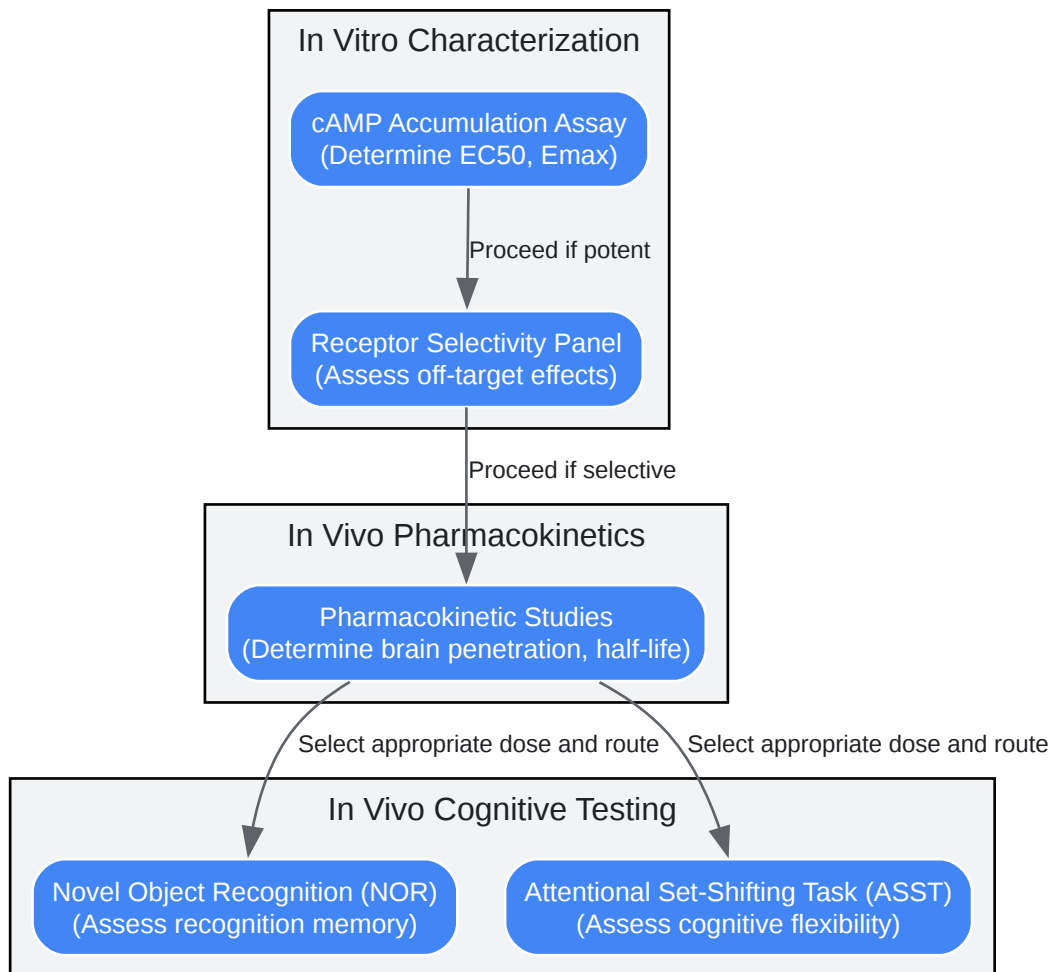 In Vitro Characterization
cAMP Accumulation Assay
(Determine EC50, Emax)
Proceed if potent
Receptor Selectivity Panel
(Assess off-target effects)
Proceed if selective
In Vivo Pharmacokinetics
Pharmacokinetic Studies
(Determine brain penetration, half-life)
Select appropriate dose and route
Select appropriate dose and route
In Vivo Cognitive Testing
Novel Object Recognition (NOR)
(Assess recognition memory)
Attentional Set-Shifting Task (ASST)
(Assess cognitive flexibility)